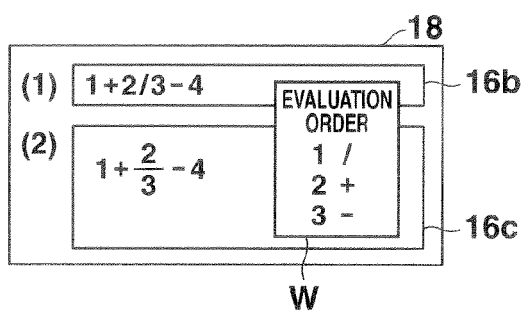 18
(1) 1+2/3-4
16b
EVALUATION
ORDER
1 /
2 +
3 -
(2) 1+2/3-4
16c
W